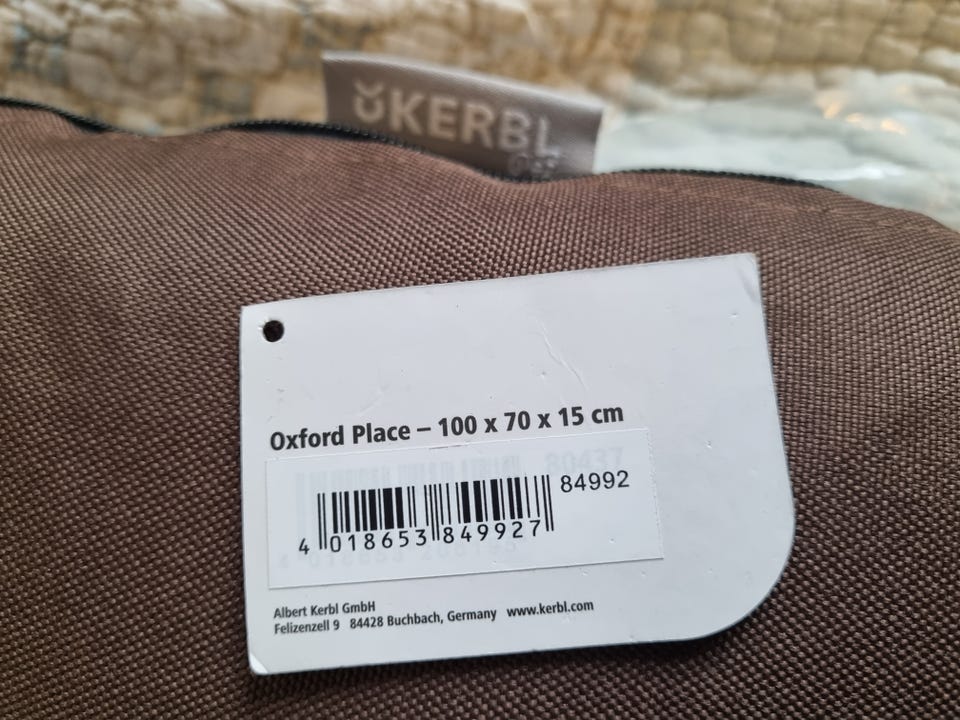 KERBL
Oxford Place – 100 x 70 x 15 cm
80437
84992
4 018653 849927
Albert Kerbl GmbH
Felizenzell 9 84428 Buchbach, Germany www.kerbl.com